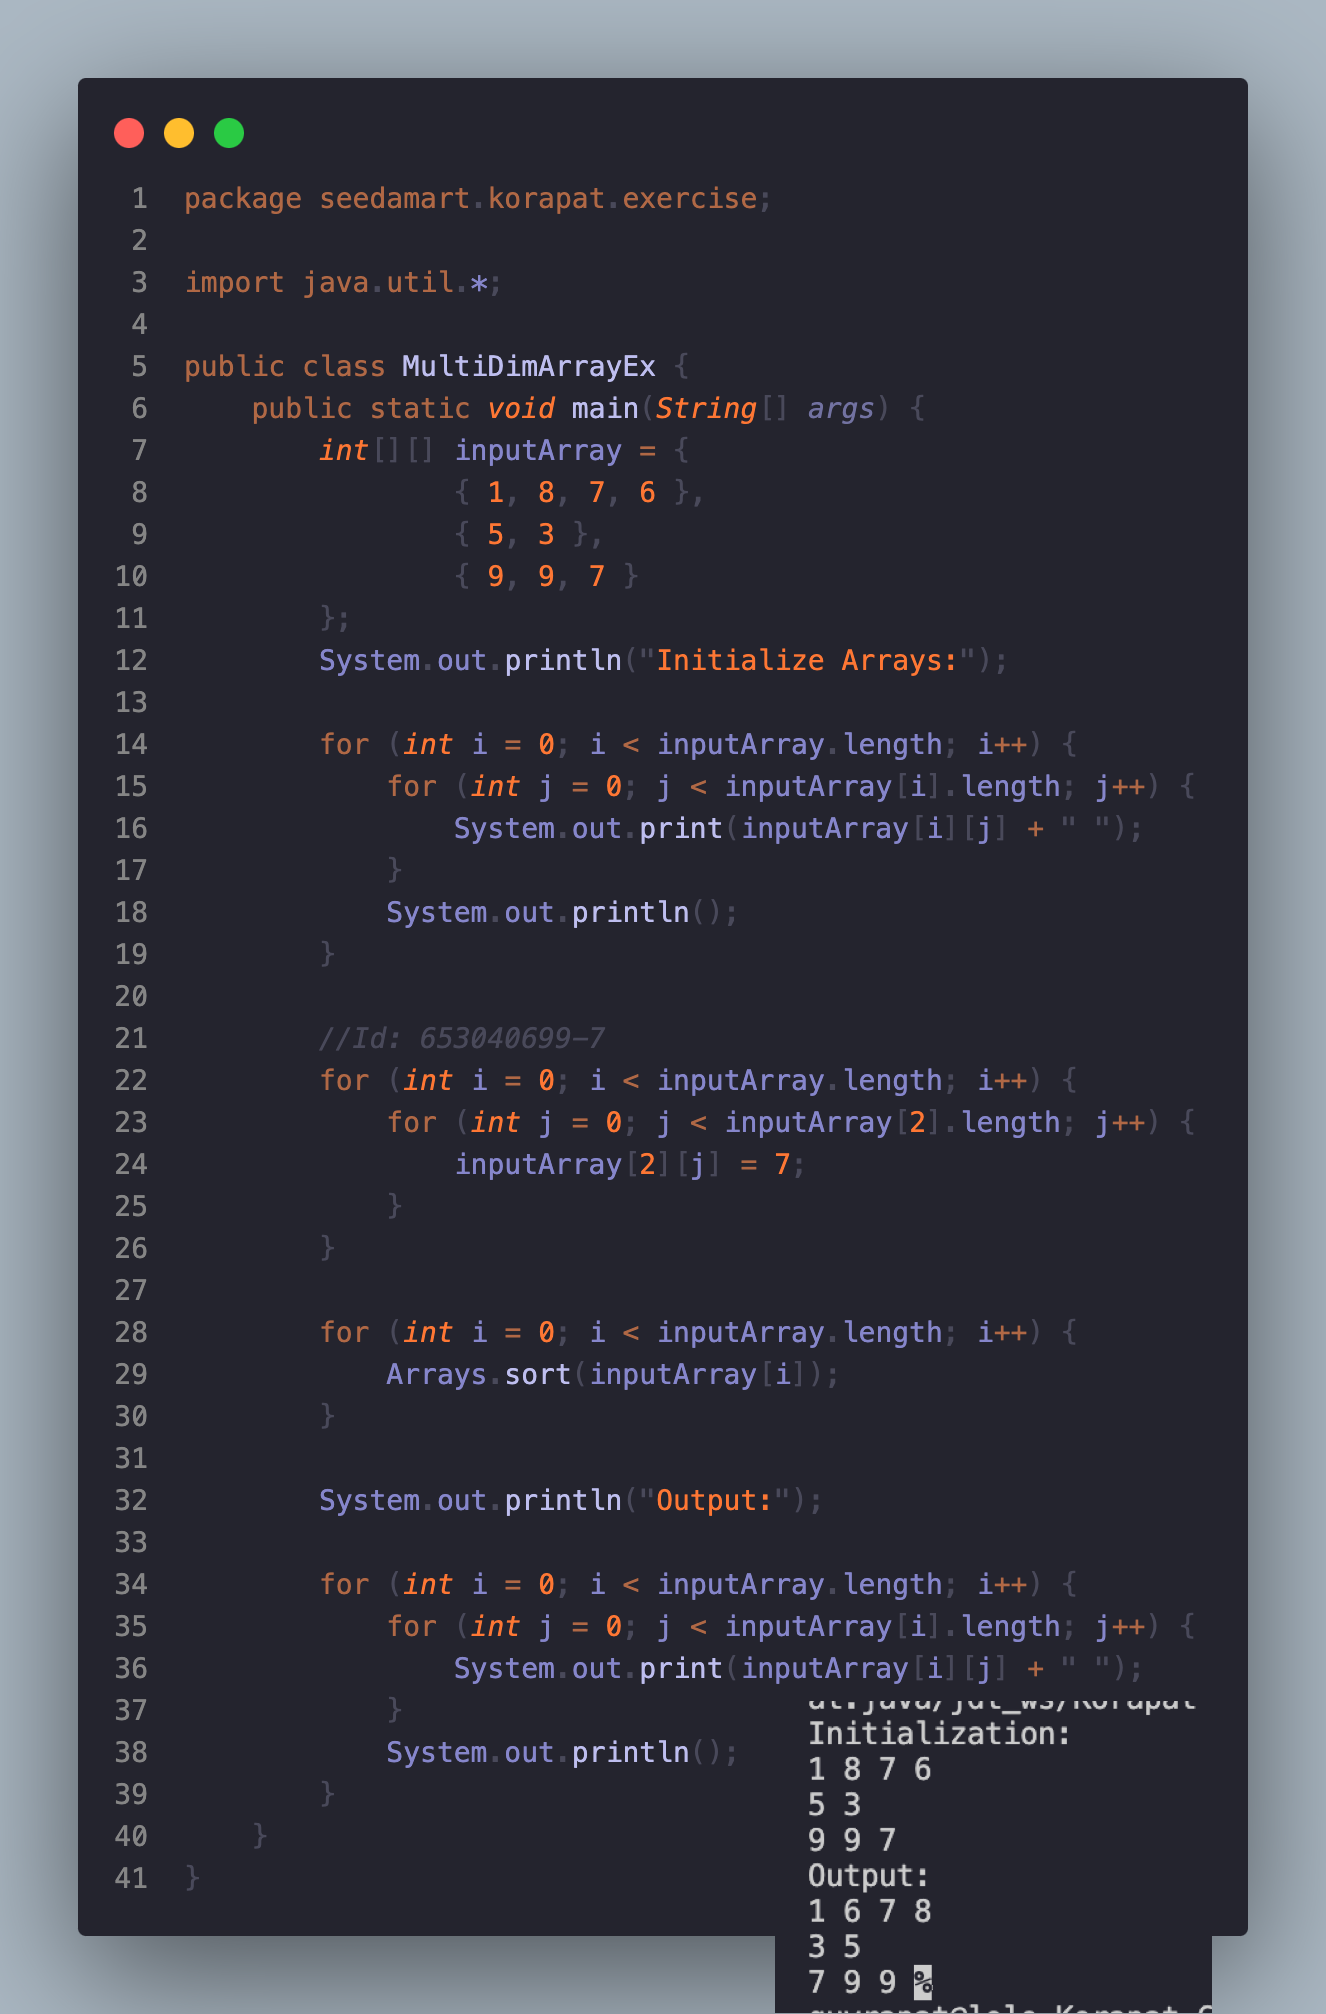 1 package seedamart.korapat.exercise;
2
3 import java.util.*;
4
5 public class MultiDimArrayEx {
6     public static void main(String[] args) {
7         int[][] inputArray = {
8                 { 1, 8, 7, 6 },
9                 { 5, 3 },
10                 { 9, 9, 7 }
11         };
12         System.out.println("Initialize Arrays:");
13
14         for (int i = 0; i < inputArray.length; i++) {
15             for (int j = 0; j < inputArray[i].length; j++) {
16                 System.out.print(inputArray[i][j] + " ");
17             }
18             System.out.println();
19         }
20
21         //Id: 653040699-7
22         for (int i = 0; i < inputArray.length; i++) {
23             for (int j = 0; j < inputArray[2].length; j++) {
24                 inputArray[2][j] = 7;
25             }
26         }
27
28         for (int i = 0; i < inputArray.length; i++) {
29             Arrays.sort(inputArray[i]);
30         }
31
32         System.out.println("Output:");
33
34         for (int i = 0; i < inputArray.length; i++) {
35             for (int j = 0; j < inputArray[i].length; j++) {
36                 System.out.print(inputArray[i][j] + " ");
37             }
38             System.out.println();
39         }
40     }
41 }
Initialization:
1 8 7 6
5 3
9 9 7
Output:
1 6 7 8
3 5
7 9 9 %